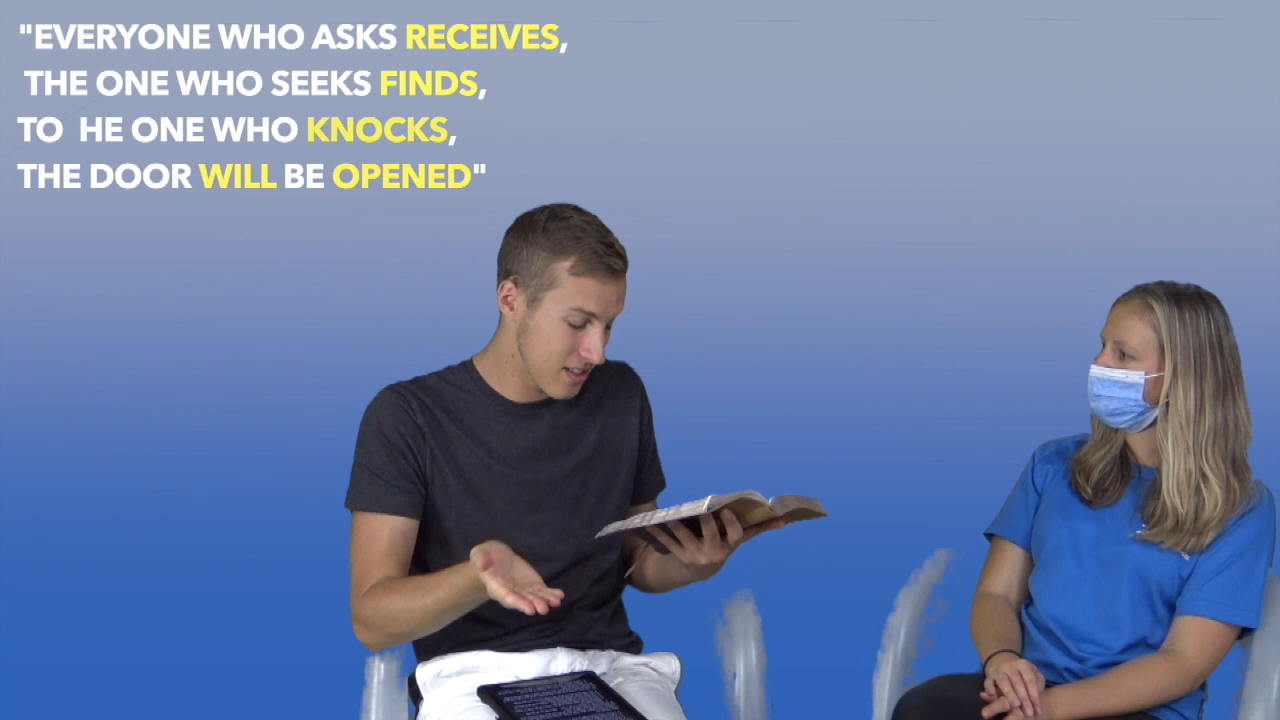 "EVERYONE WHO ASKS RECEIVES,
THE ONE WHO SEEKS FINDS,
TO  HE ONE WHO KNOCKS,
THE DOOR WILL BE OPENED"